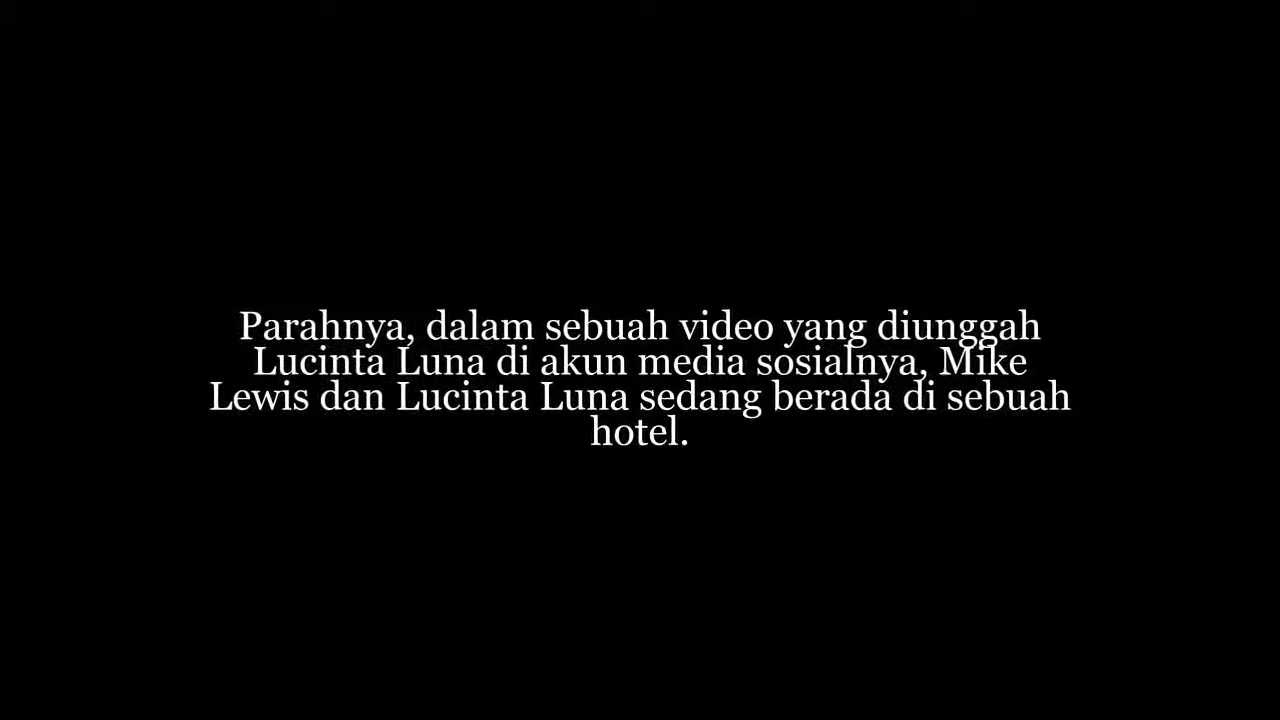 Parahnya, dalam sebuah video yang diunggah
Lucinta Luna di akun media sosialnya, Mike
Lewis dan Lucinta Luna sedang berada di sebuah
hotel.